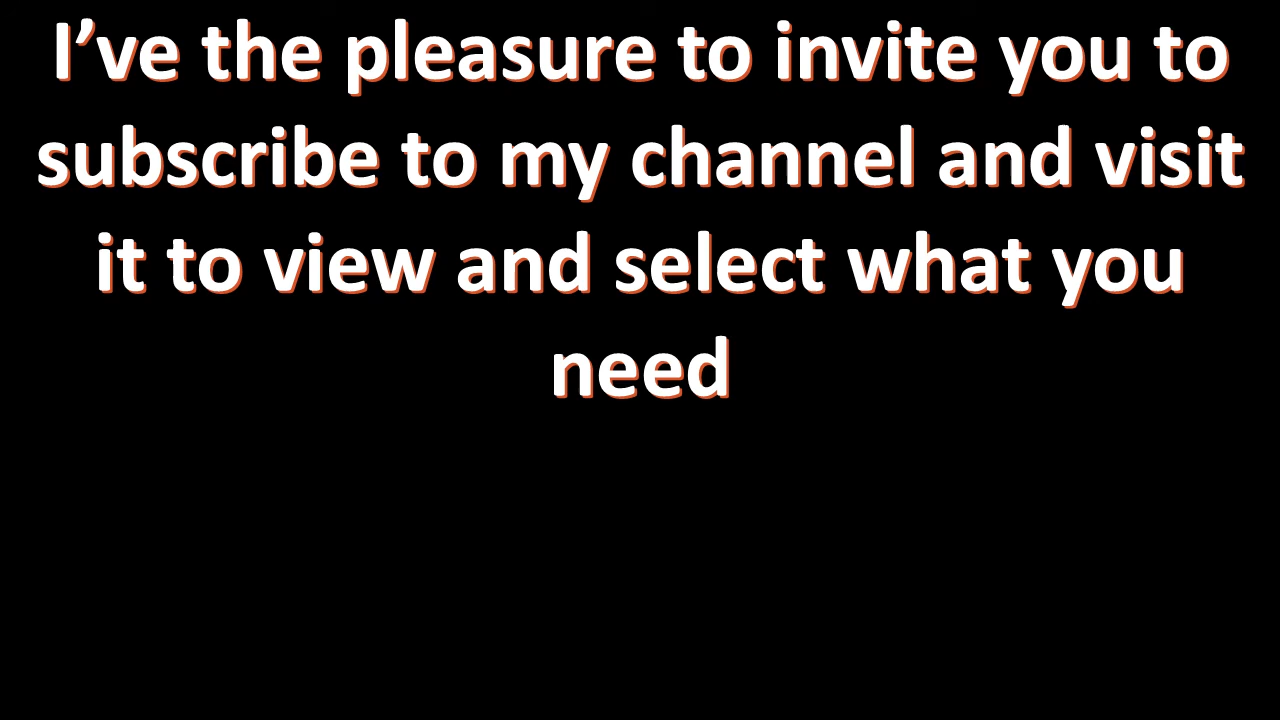 I’ve the pleasure to invite you to
subscribe to my channel and visit
it to view and select what you
need